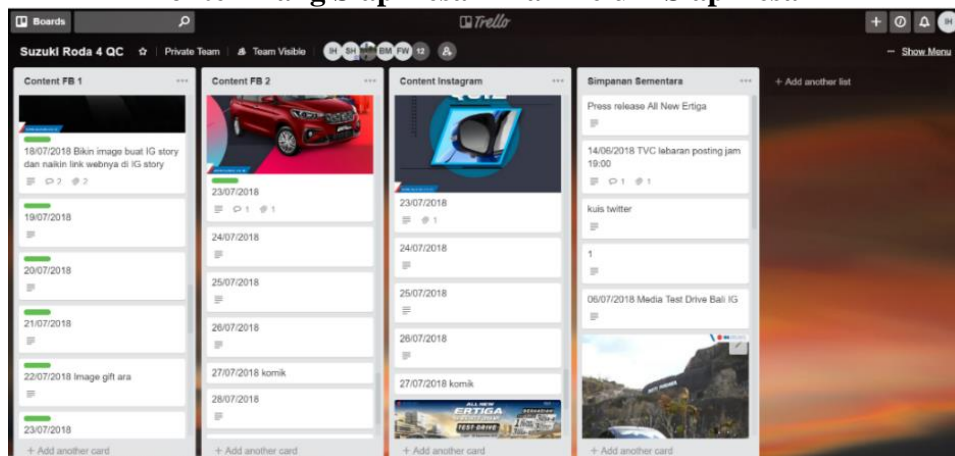 Boards
Trello
IH
Suzuki Roda 4 QC
Private Team
Team Visible
IH SH BM FW 12
Show Menu
Content FB 1
18/07/2018 Bikin image buat IG story
dan naikin link webnya di IG story
2 2
19/07/2018
20/07/2018
21/07/2018
22/07/2018 Image gift ara
23/07/2018
+ Add another card
Content FB 2
23/07/2018
1 1
24/07/2018
25/07/2018
26/07/2018
27/07/2018 komik
28/07/2018
+ Add another card
Content Instagram
23/07/2018
1
24/07/2018
25/07/2018
26/07/2018
27/07/2018 komik
ALL NEW
ERTIGA
TEST DRIVE
+ Add another card
Simpanan Sementara
Press release All New Ertiga
14/06/2018 TVC lebaran posting jam
19:00
1 1
kuis twitter
1
06/07/2018 Media Test Drive Bali IG
+ Add another card
+ Add another list